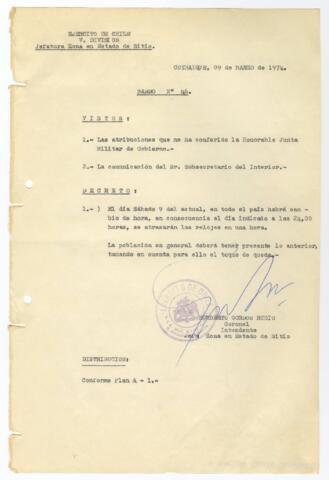 EJERCITO DE CHILE
V. DIVISION
Jefatura Zona en Estado de Sitio.
COIHAIQUE, 09 de MARZO de 1974.
BANDO Nº 44.
V I S T O S :
1.- Las atribuciones que me ha conferido la Honorable Junta
Militar de Gobierno.-
2.- La comunicación del Sr. Subsecretario del Interior.-
D E C R E T O :
1.- ) El día Sábado 9 del actual, en todo el país habrá cam
bio de hora, en consecuencia el día indicado a las 24,00
horas, se atrasarán los relojes en una hora.
La población en general deberá tener presente lo anterior,
tomando en cuenta para ello el toque de queda.-
HUMBERTO GORDON RUBIO
Coronel
Intendente
Jefe Zona en Estado de Sitio
DISTRIBUCION:
Conforme Plan A - 1.-